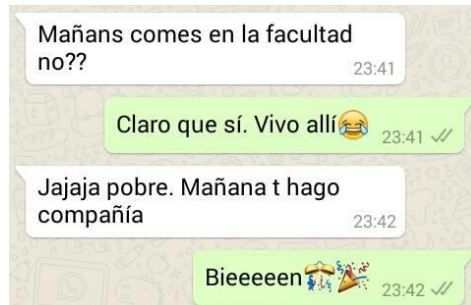 Mañans comes en la facultad
no??
23:41
Claro que sí. Vivo allí😂
23:41
Jajaja pobre. Mañana t hago
compañía
23:42
Bieeeeen🎊🎉
23:42